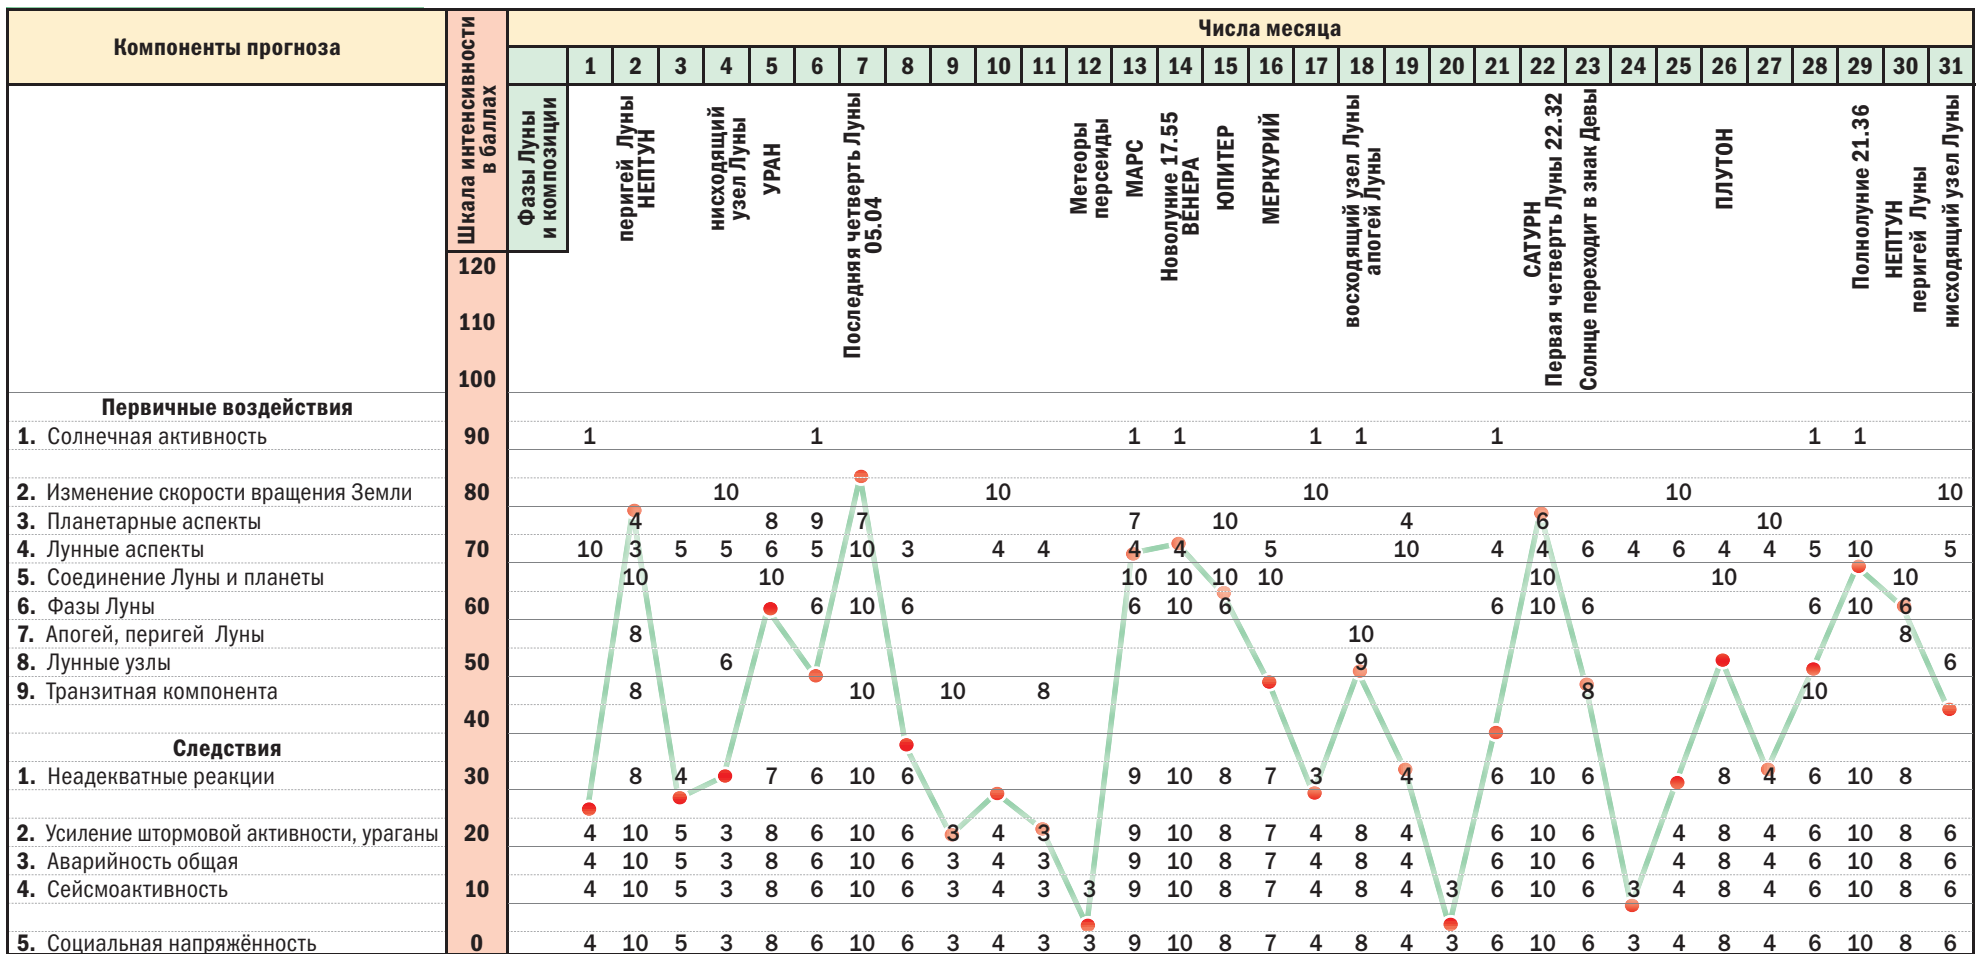 Компоненты прогноза
Шкала интенсивности
в баллах
Числа месяца
1 2 3 4 5 6 7 8 9 10 11 12 13 14 15 16 17 18 19 20 21 22 23 24 25 26 27 28 29 30 31
Фазы Луны
и композиции
перигей Луны
НЕПТУН
нисходящий
узел Луны
УРАН
Последняя четверть Луны
05.04
Метеоры
персеиды
МАРС
Новолуние 17.55
ВЕНЕРА
ЮПИТЕР
МЕРКУРИЙ
восходящий узел Луны
апогей Луны
САТУРН
Первая четверть Луны 22.32
Солнце переходит в знак Девы
ПЛУТОН
Полнолуние 21.36
НЕПТУН
перигей Луны
нисходящий узел Луны
120
110
100
Первичные воздействия
1. Солнечная активность 90 1 1 1 1 1 1 1 1 1
2. Изменение скорости вращения Земли 80 10 10 10 10 10
3. Планетарные аспекты 4 8 9 7 7 10 4 6 10
4. Лунные аспекты 70 10 3 5 5 6 5 10 3 4 4 4 4 5 10 4 4 6 4 6 4 4 5 10 5
5. Соединение Луны и планеты 10 10 10 10 10 10 10 10 10
6. Фазы Луны 60 6 10 6 6 10 6 6 10 6 6 10 6
7. Апогей, перигей Луны 8 10 8
8. Лунные узлы 50 6 9 6
9. Транзитная компонента 8 10 10 8 8 10
40
Следствия
1. Неадекватные реакции 30 8 4 7 6 10 6 9 10 8 7 3 4 6 10 6 8 4 6 10 8
2. Усиление штормовой активности, ураганы 20 4 10 5 3 8 6 10 6 3 4 3 9 10 8 7 4 8 4 6 10 6 4 8 4 6 10 8 6
3. Аварийность общая 4 10 5 3 8 6 10 6 3 4 3 9 10 8 7 4 8 4 6 10 6 4 8 4 6 10 8 6
4. Сейсмоактивность 10 4 10 5 3 8 6 10 6 3 4 3 3 9 10 8 7 4 8 4 3 6 10 6 3 4 8 4 6 10 8 6
5. Социальная напряжённость 0 4 10 5 3 8 6 10 6 3 4 3 3 9 10 8 7 4 8 4 3 6 10 6 3 4 8 4 6 10 8 6